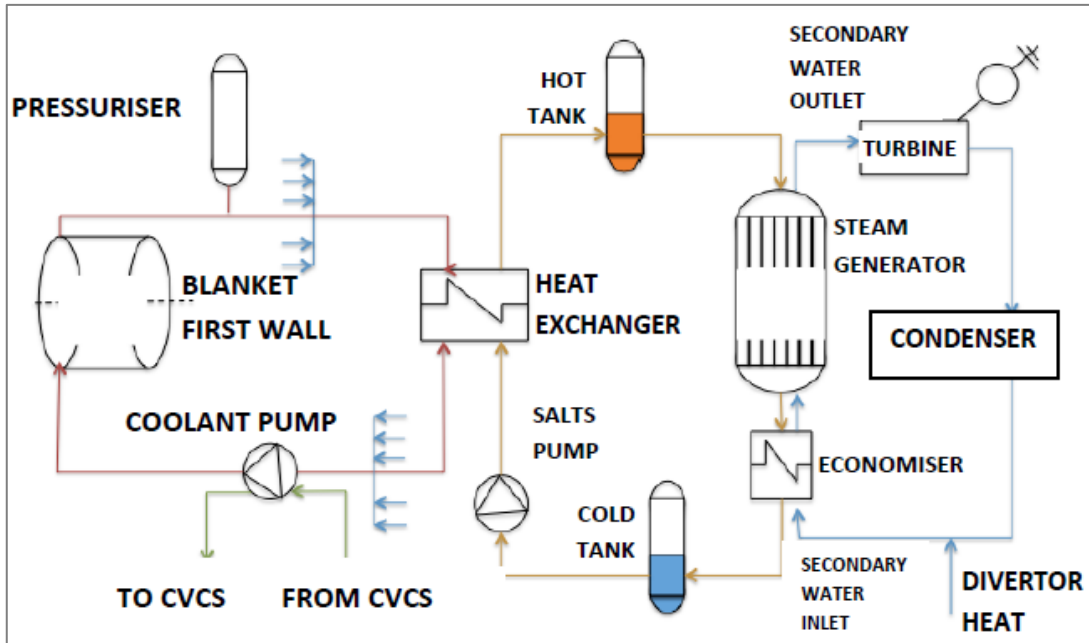 PRESSURISER
HOT
TANK
SECONDARY
WATER
OUTLET
TURBINE
BLANKET
FIRST WALL
HEAT
EXCHANGER
STEAM
GENERATOR
CONDENSER
COOLANT PUMP
SALTS
PUMP
ECONOMISER
COLD
TANK
TO CVCS
FROM CVCS
SECONDARY
WATER
INLET
DIVERTOR
HEAT